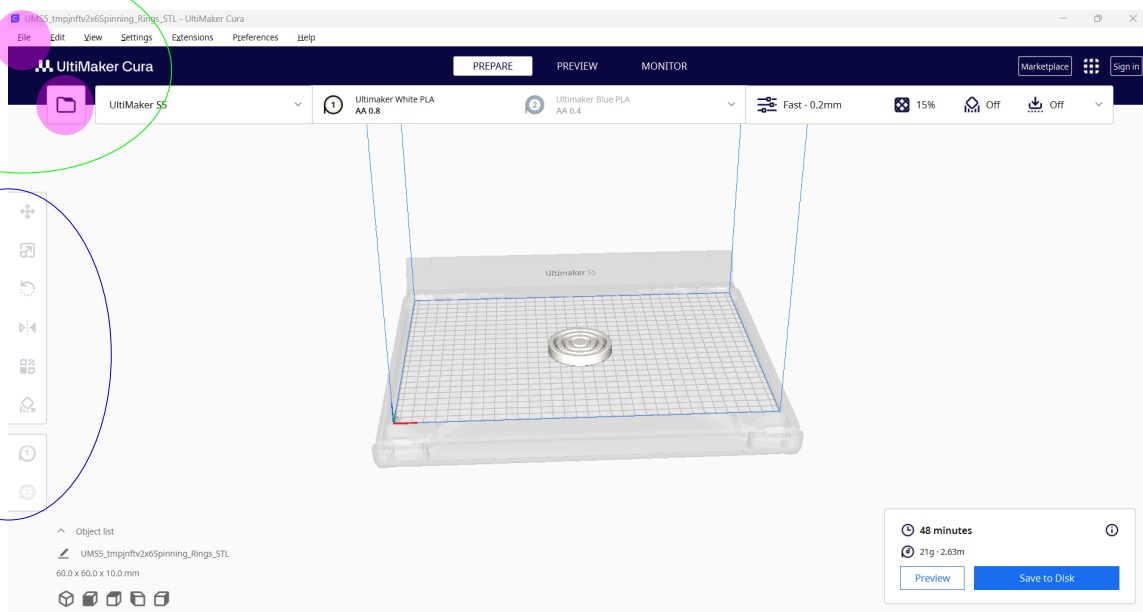 UMS5_tmpjnftv2x6Spinning_Rings_STL - UltiMaker Cura
File Edit View Settings Extensions Preferences Help
UltiMaker Cura
PREPARE PREVIEW MONITOR
Marketplace Sign in
UltiMaker S5
1 Ultimaker White PLA
AA 0.8
2 Ultimaker Blue PLA
AA 0.4
Fast - 0.2mm 15% Off Off
Ultimaker S5
1
2
Object list
UMS5_tmpjnftv2x6Spinning_Rings_STL
60.0 x 60.0 x 10.0 mm
48 minutes
21g · 2.63m
Preview Save to Disk